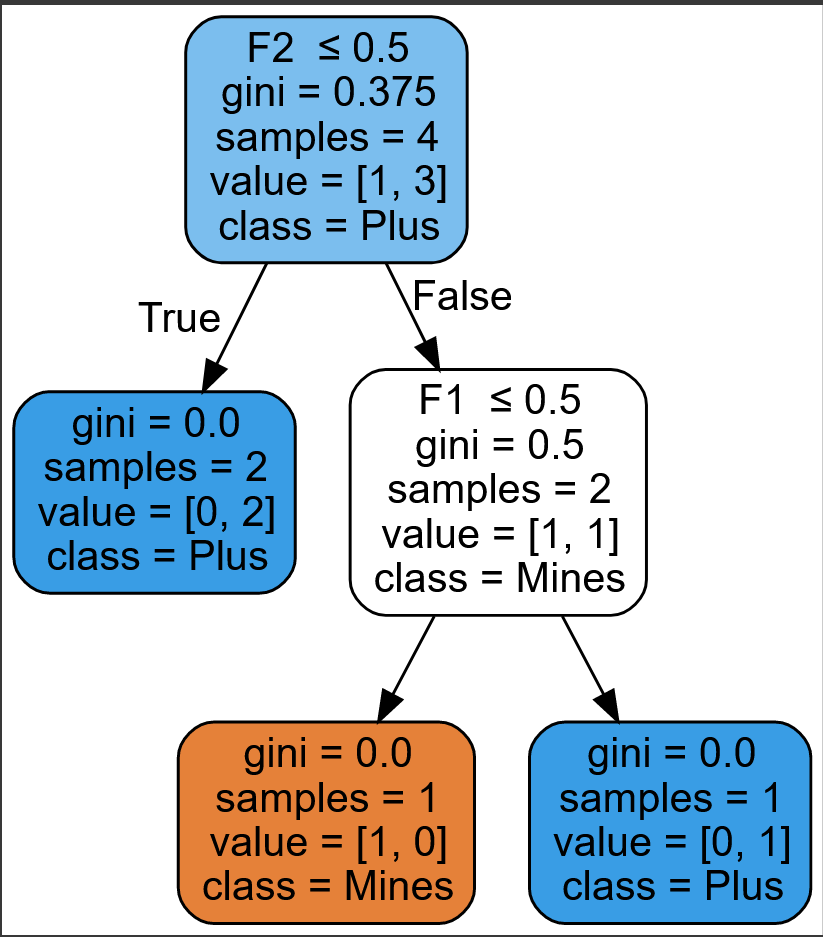 F2 ≤ 0.5
gini = 0.375
samples = 4
value = [1, 3]
class = Plus
True
False
gini = 0.0
samples = 2
value = [0, 2]
class = Plus
F1 ≤ 0.5
gini = 0.5
samples = 2
value = [1, 1]
class = Mines
gini = 0.0
samples = 1
value = [1, 0]
class = Mines
gini = 0.0
samples = 1
value = [0, 1]
class = Plus